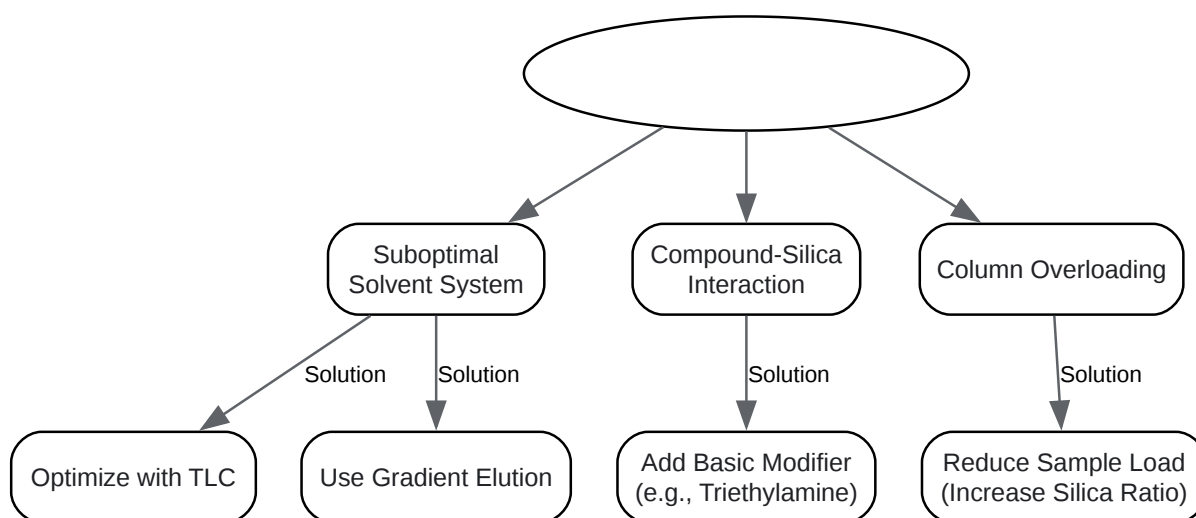 Suboptimal
Solvent System
Compound-Silica
Interaction
Column Overloading
Solution
Solution
Solution
Solution
Optimize with TLC
Use Gradient Elution
Add Basic Modifier
(e.g., Triethylamine)
Reduce Sample Load
(Increase Silica Ratio)